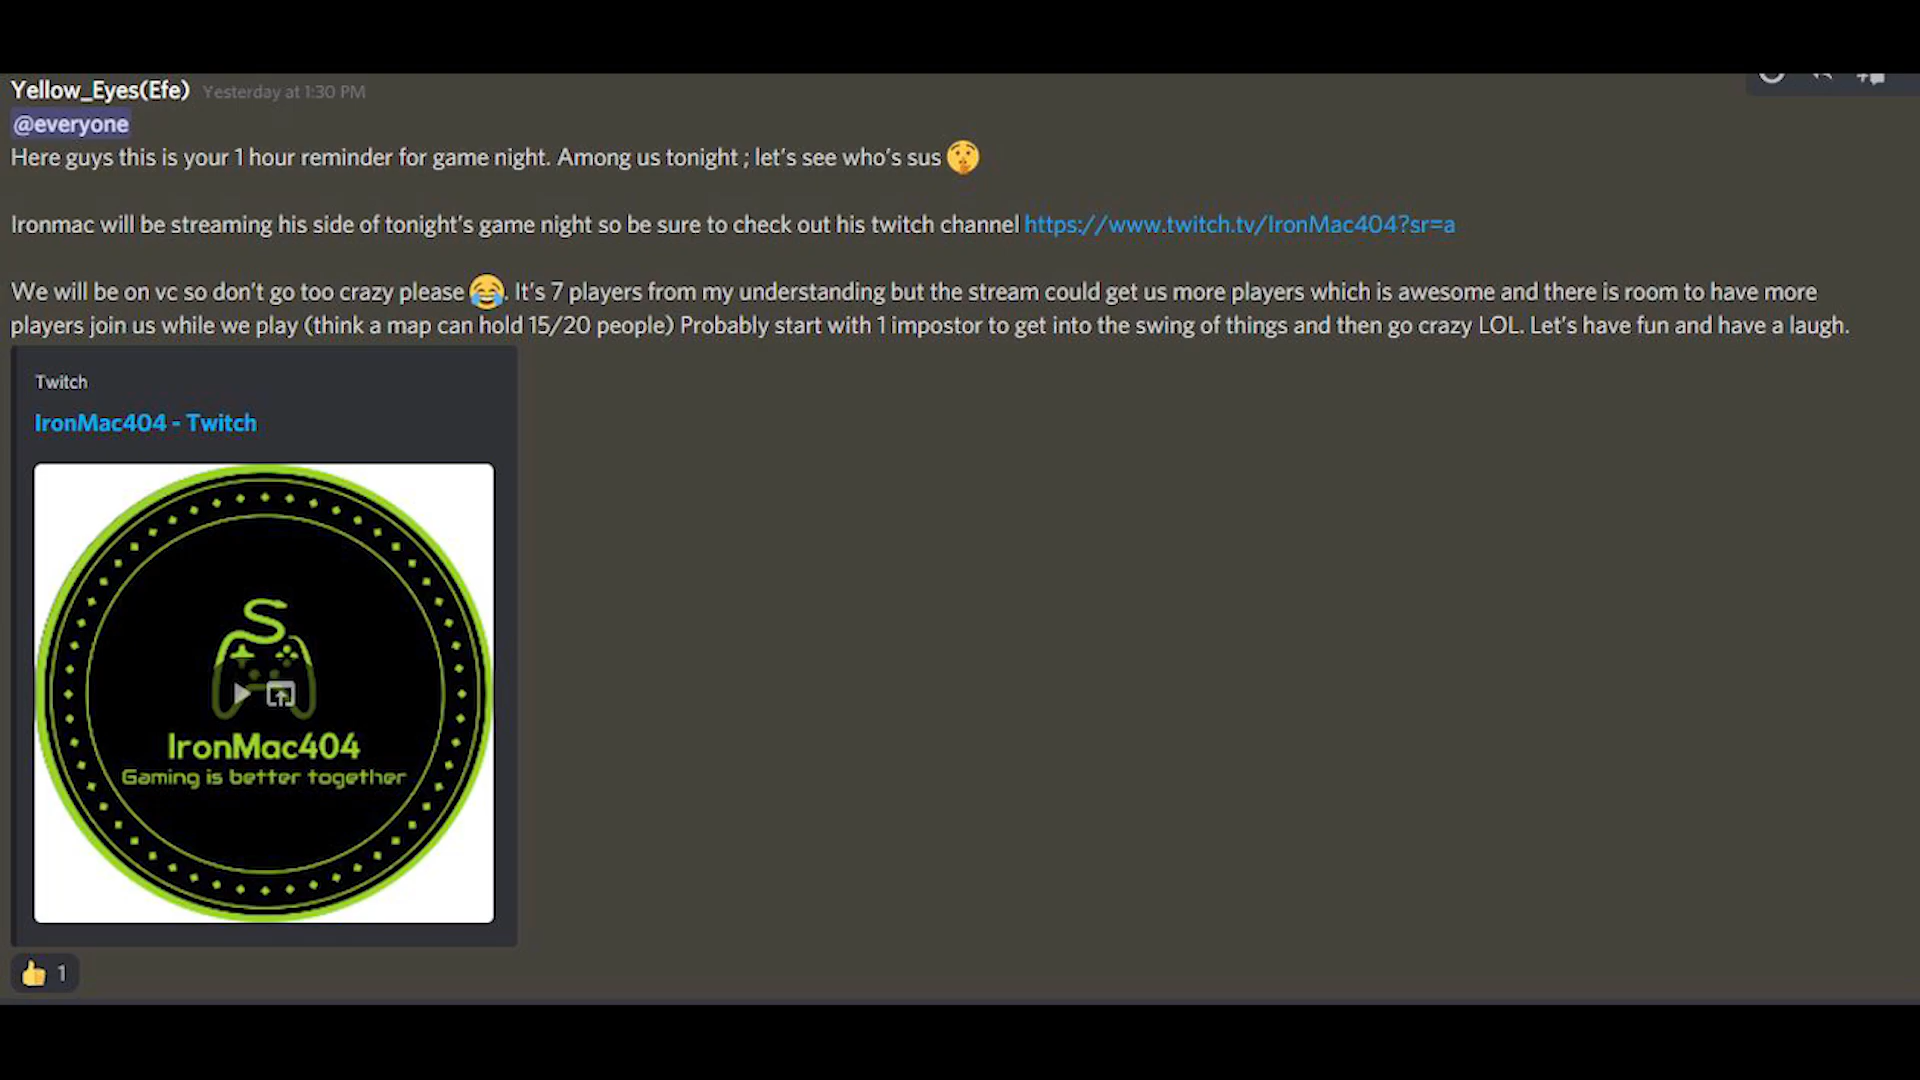 Yellow_Eyes(Efe) Yesterday at 1:30 PM
@everyone
Here guys this is your 1 hour reminder for game night. Among us tonight ; let's see who's sus 🤫
Ironmac will be streaming his side of tonight's game night so be sure to check out his twitch channel https://www.twitch.tv/IronMac404?sr=a
We will be on vc so don't go too crazy please 😂. It's 7 players from my understanding but the stream could get us more players which is awesome and there is room to have more
players join us while we play (think a map can hold 15/20 people) Probably start with 1 impostor to get into the swing of things and then go crazy LOL. Let's have fun and have a laugh.
Twitch
IronMac404 - Twitch
IronMac404
Gaming is better together
👍 1